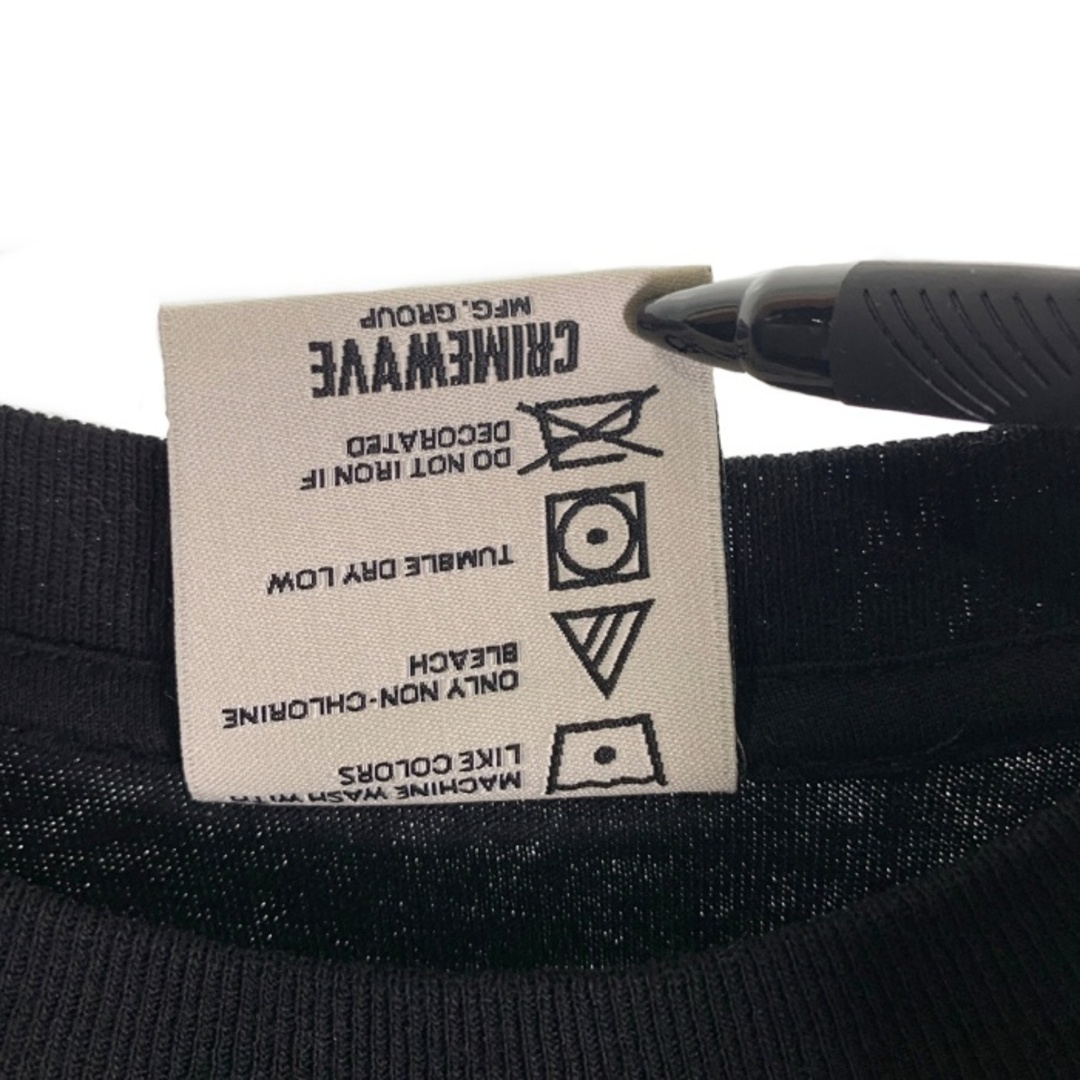 MACHINE WASH WITH
LIKE COLORS
ONLY NON-CHLORINE
BLEACH
TUMBLE DRY LOW
DO NOT IRON IF
DECORATED
CRIMEWAVE
MFG. GROUP